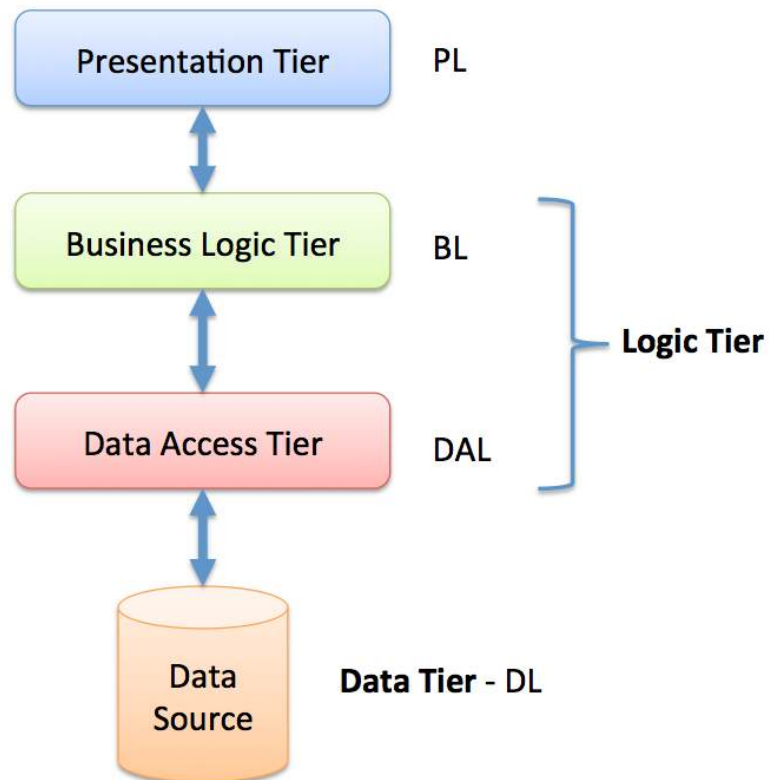 Presentation Tier
PL
Business Logic Tier
BL
Logic Tier
Data Access Tier
DAL
Data
Source
Data Tier - DL